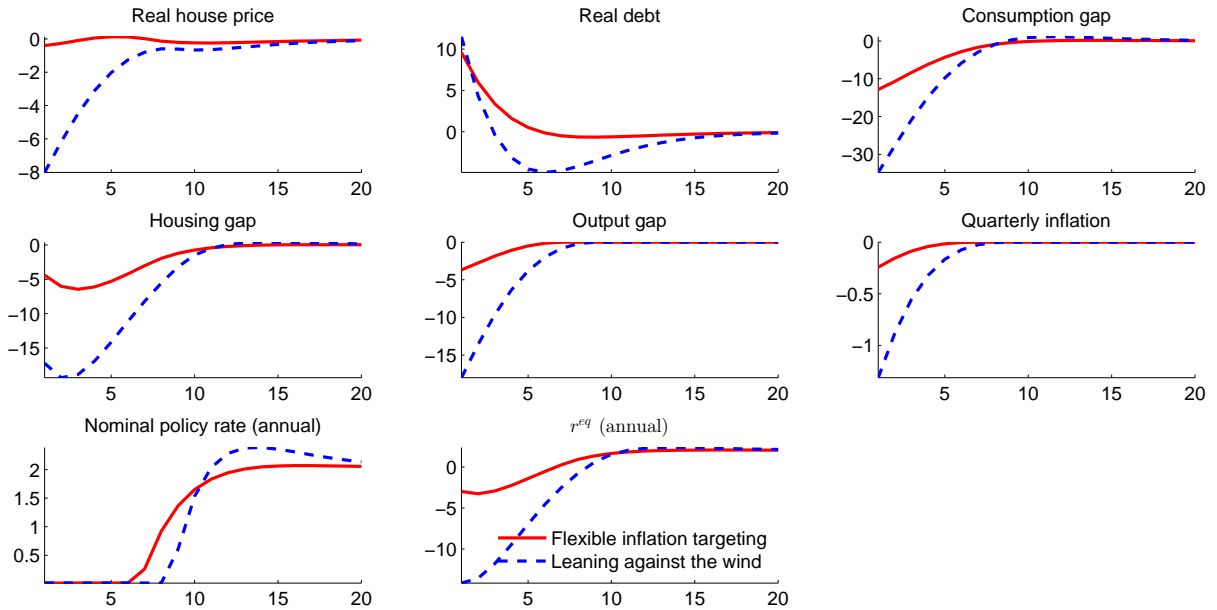 Real house price
0
−2
−4
−6
−8
5 10 15 20
Real debt
10
5
0
5 10 15 20
Consumption gap
0
−10
−20
−30
5 10 15 20
Housing gap
0
−5
−10
−15
5 10 15 20
Output gap
0
−5
−10
−15
5 10 15 20
Quarterly inflation
0
−0.5
−1
5 10 15 20
Nominal policy rate (annual)
2
1.5
1
0.5
5 10 15 20
r^{eq} (annual)
0
−5
−10
5 10 15 20
Flexible inflation targeting
Leaning against the wind